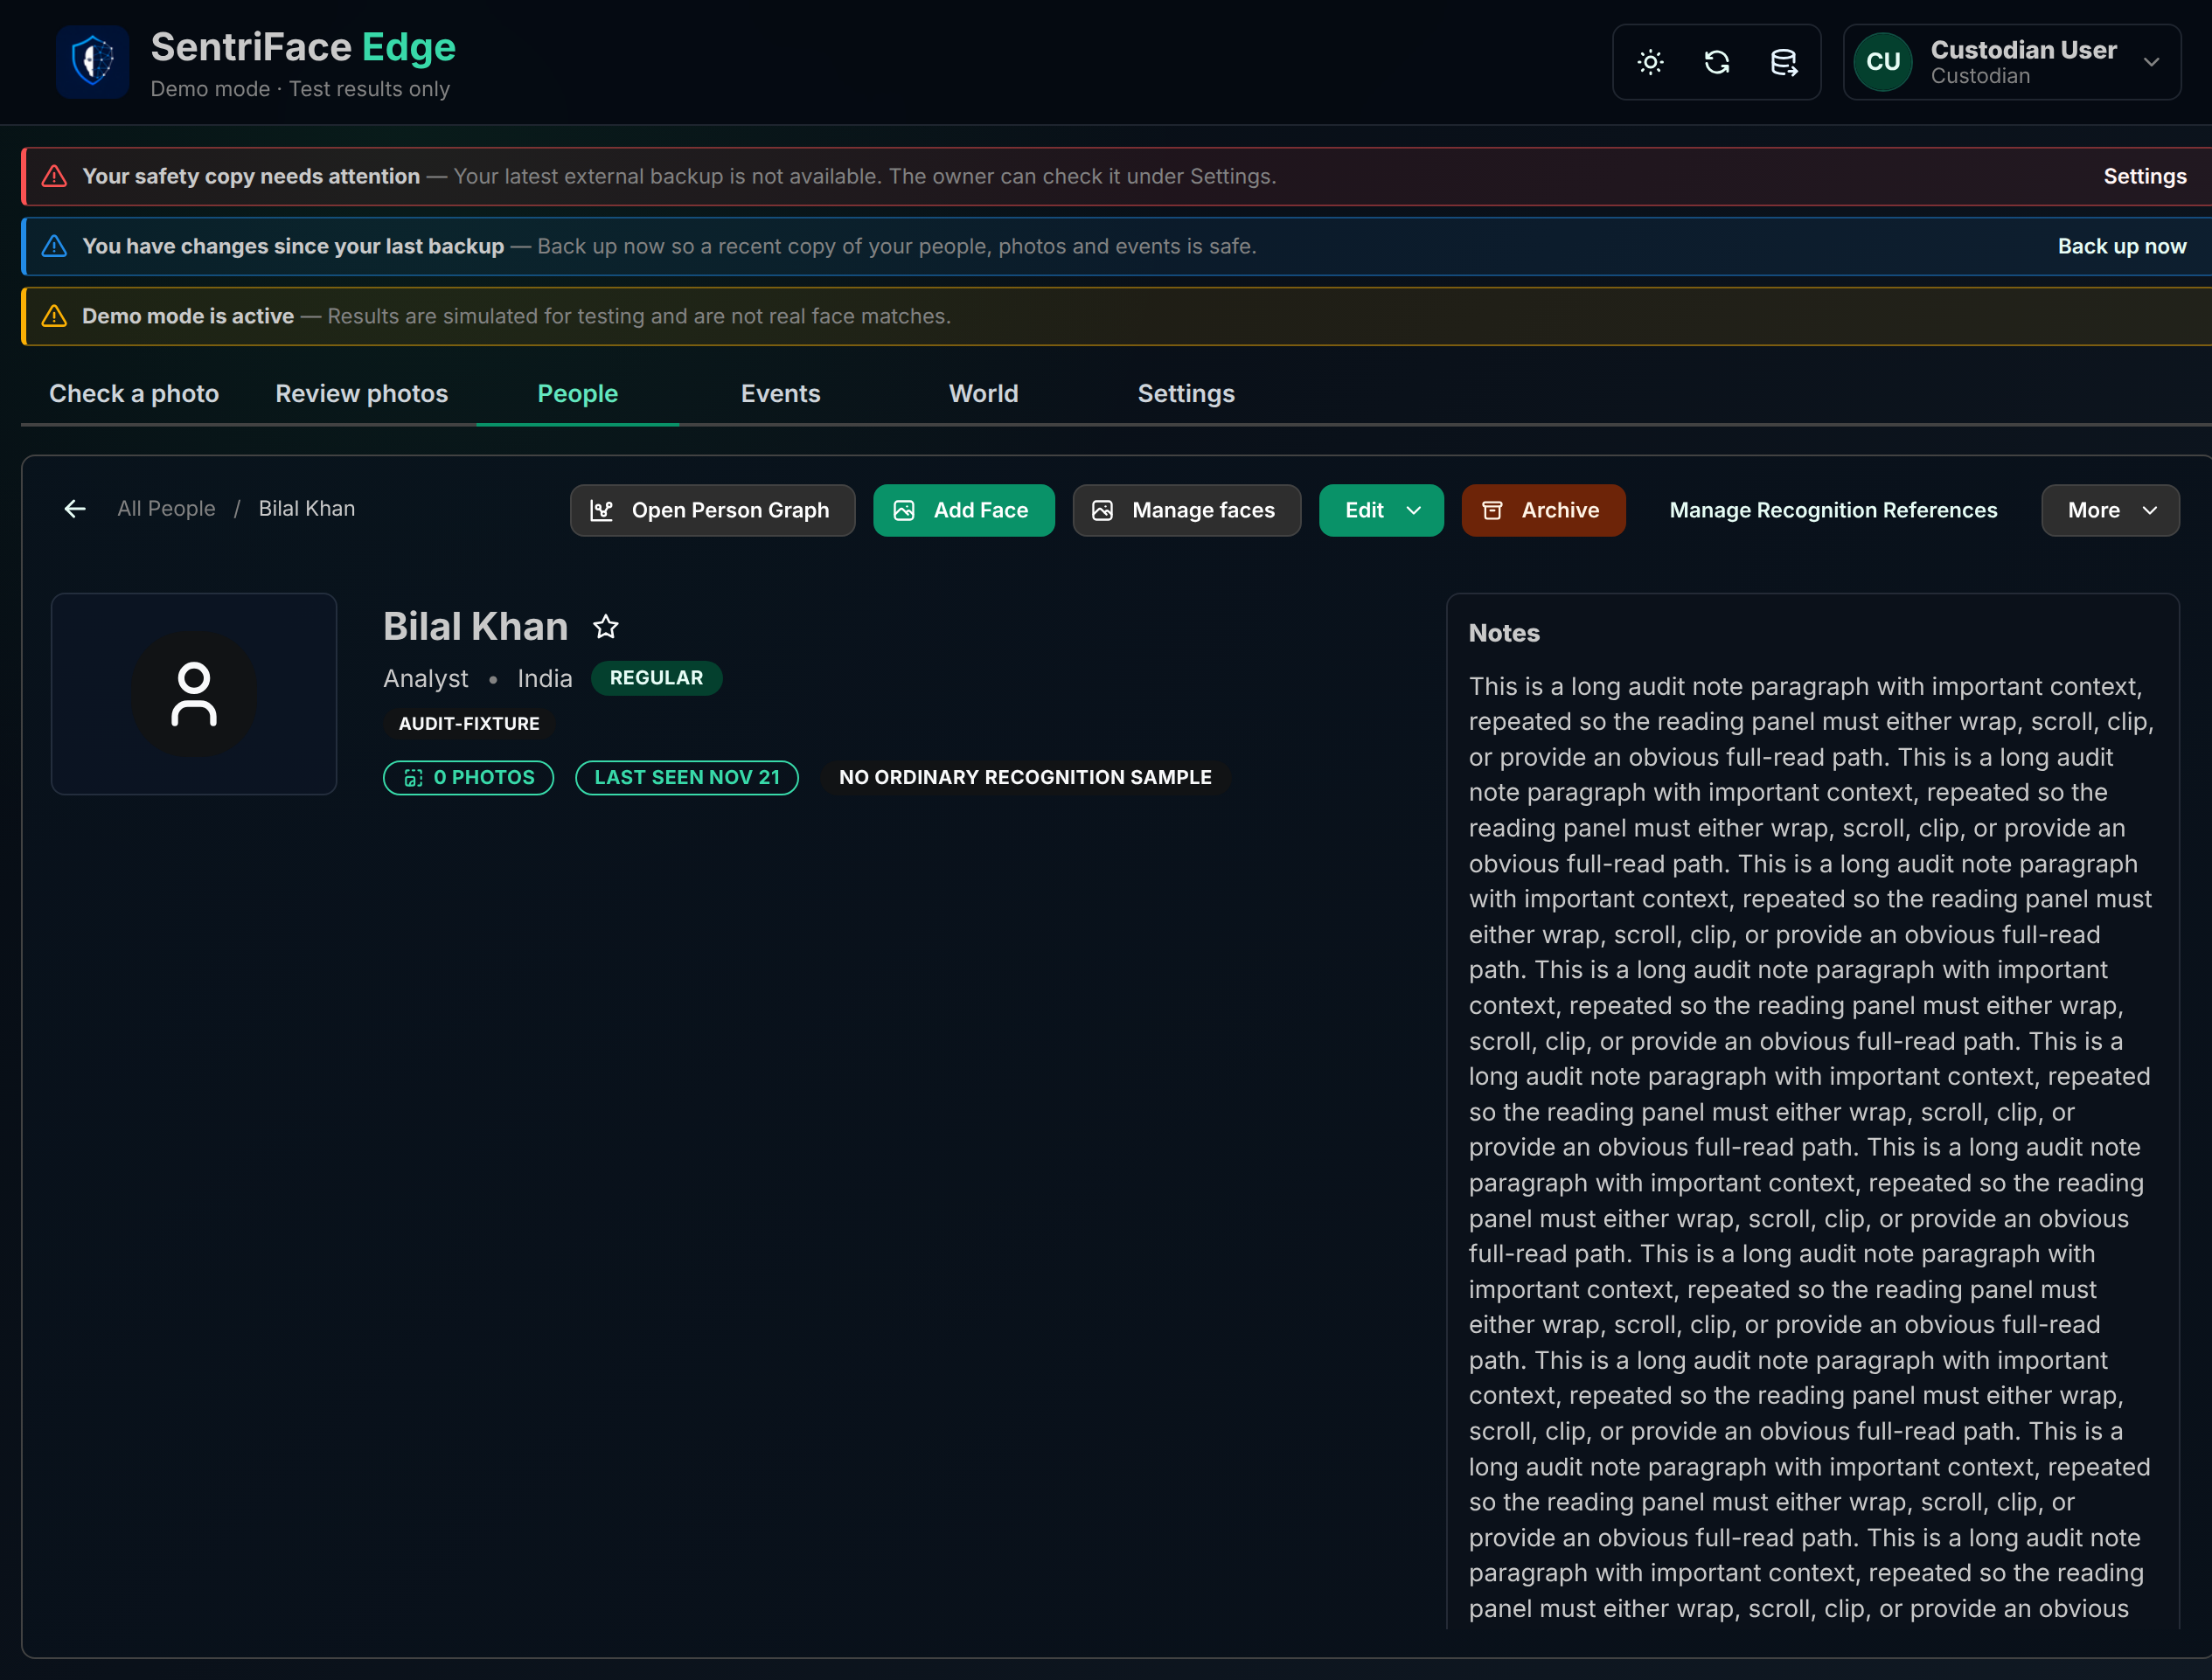 SentriFace Edge
Demo mode · Test results only
CU
Custodian User
Custodian
Your safety copy needs attention — Your latest external backup is not available. The owner can check it under Settings.
Settings
You have changes since your last backup — Back up now so a recent copy of your people, photos and events is safe.
Back up now
Demo mode is active — Results are simulated for testing and are not real face matches.
Check a photo
Review photos
People
Events
World
Settings
All People / Bilal Khan
Open Person Graph
Add Face
Manage faces
Edit
Archive
Manage Recognition References
More
Bilal Khan
Analyst • India REGULAR
AUDIT-FIXTURE
0 PHOTOS
LAST SEEN NOV 21
NO ORDINARY RECOGNITION SAMPLE
Notes
This is a long audit note paragraph with important context,
repeated so the reading panel must either wrap, scroll, clip,
or provide an obvious full-read path. This is a long audit
note paragraph with important context, repeated so the
reading panel must either wrap, scroll, clip, or provide an
obvious full-read path. This is a long audit note paragraph
with important context, repeated so the reading panel must
either wrap, scroll, clip, or provide an obvious full-read
path. This is a long audit note paragraph with important
context, repeated so the reading panel must either wrap,
scroll, clip, or provide an obvious full-read path. This is a
long audit note paragraph with important context, repeated
so the reading panel must either wrap, scroll, clip, or
provide an obvious full-read path. This is a long audit note
paragraph with important context, repeated so the reading
panel must either wrap, scroll, clip, or provide an obvious
full-read path. This is a long audit note paragraph with
important context, repeated so the reading panel must
either wrap, scroll, clip, or provide an obvious full-read
path. This is a long audit note paragraph with important
context, repeated so the reading panel must either wrap,
scroll, clip, or provide an obvious full-read path. This is a
long audit note paragraph with important context, repeated
so the reading panel must either wrap, scroll, clip, or
provide an obvious full-read path. This is a long audit note
paragraph with important context, repeated so the reading
panel must either wrap, scroll, clip, or provide an obvious